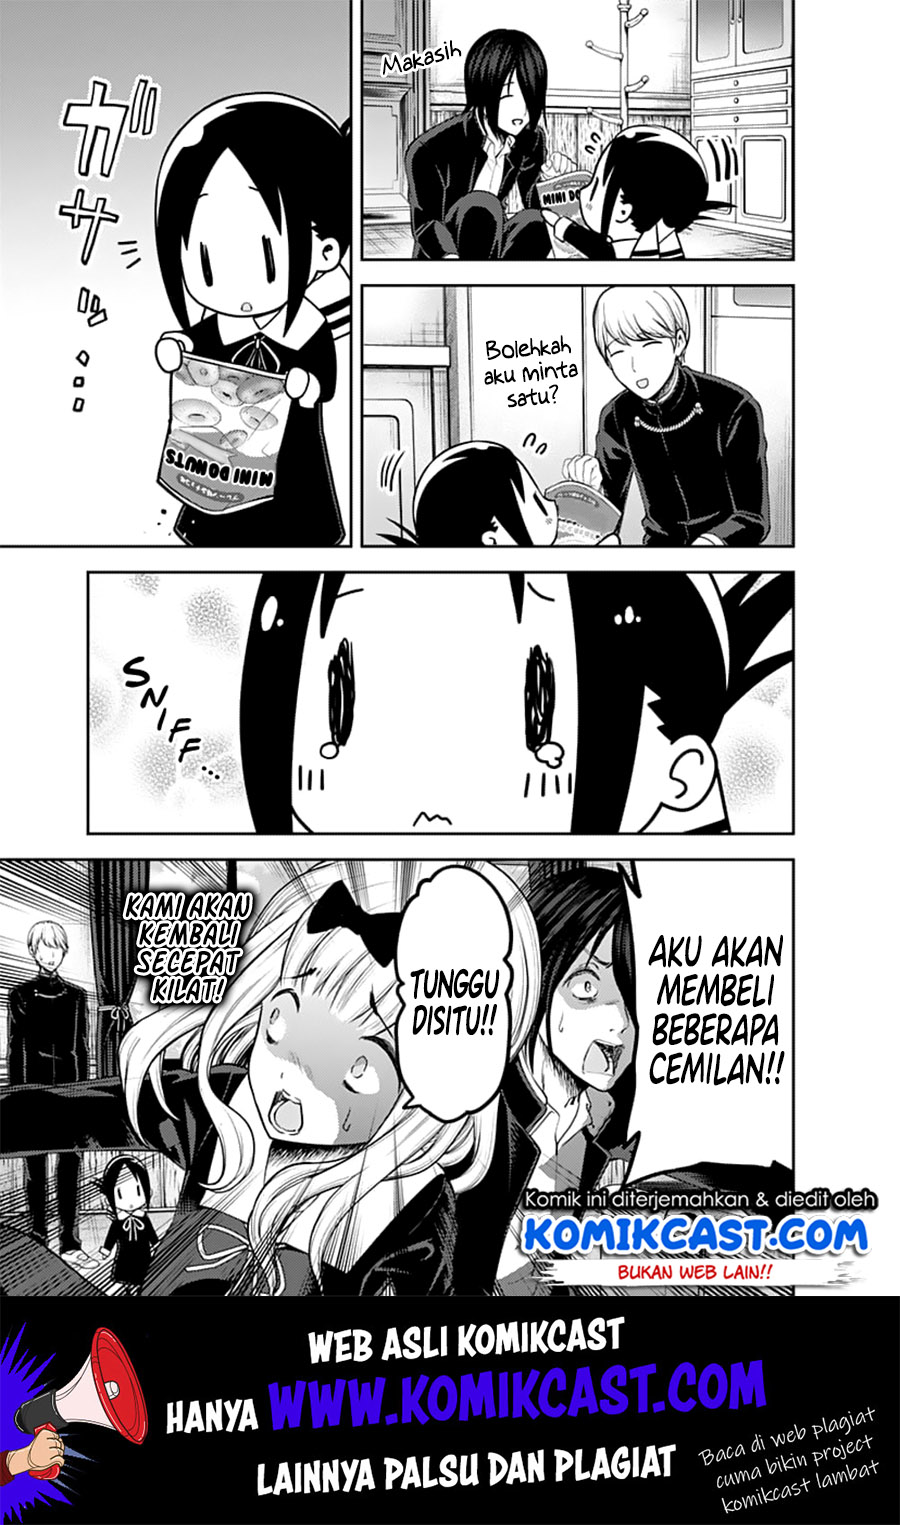 Makasih
MINI DO
Bolehkah
aku minta
satu?
ガサッ…
MINI DONUTS
SNIFF...
AKU AKAN
MEMBELI
BEBERAPA
CEMILAN!!
TUNGGU
DISITU!!
KAMI AKAN
KEMBALI
SECEPAT
KILAT!
Komik ini diterjemahkan & diedit oleh
KOMIKCAST.COM
BUKAN WEB LAIN!!
WEB ASLI KOMIKCAST
HANYA WWW.KOMIKCAST.COM
LAINNYA PALSU DAN PLAGIAT
Baca di web plagiat
cuma bikin project
komikcast lambat